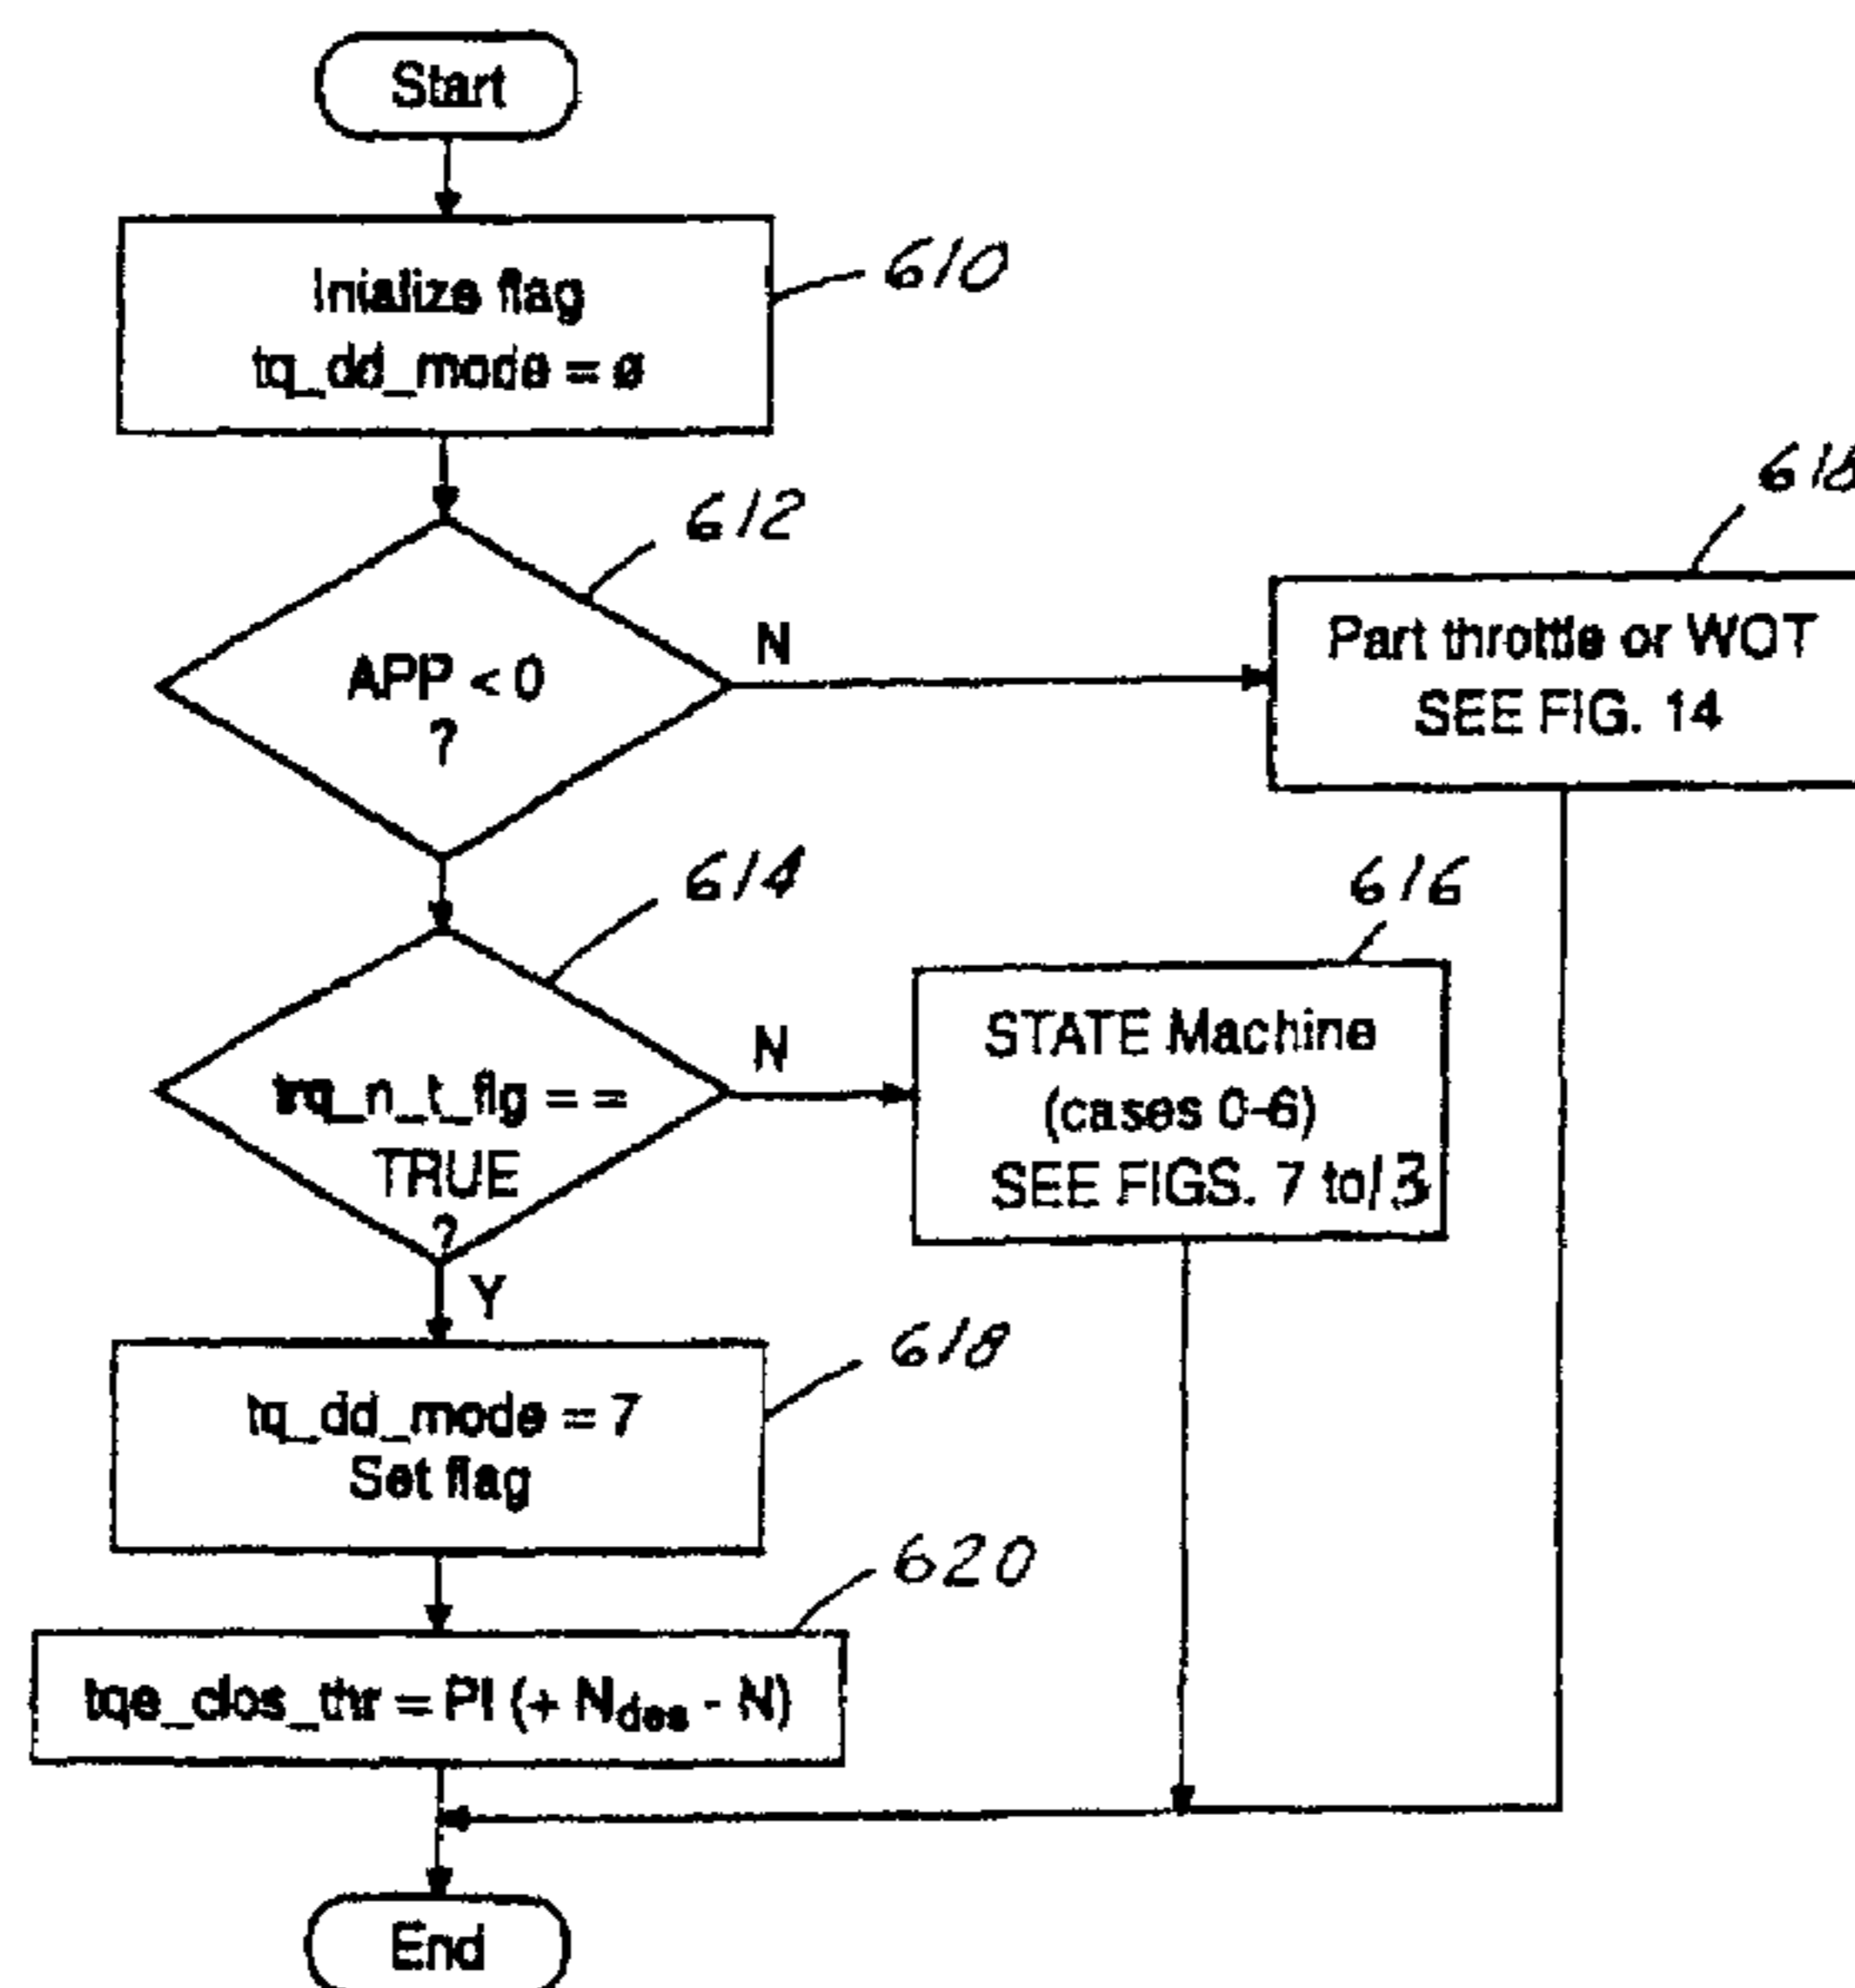 Start
Inialize flag
tq_dd_mode = ø
610
612
APP < 0
?
N
618
Part throttle or WOT
SEE FIG. 14
614
trq_n_t_flg = =
TRUE
?
N
616
STATE Machine
(cases 0-6)
SEE FIGS. 7 to 13
Y
618
tq_dd_mode = 7
Set flag
620
tqe_clos_thr = PI (+ Ndes - N)
End